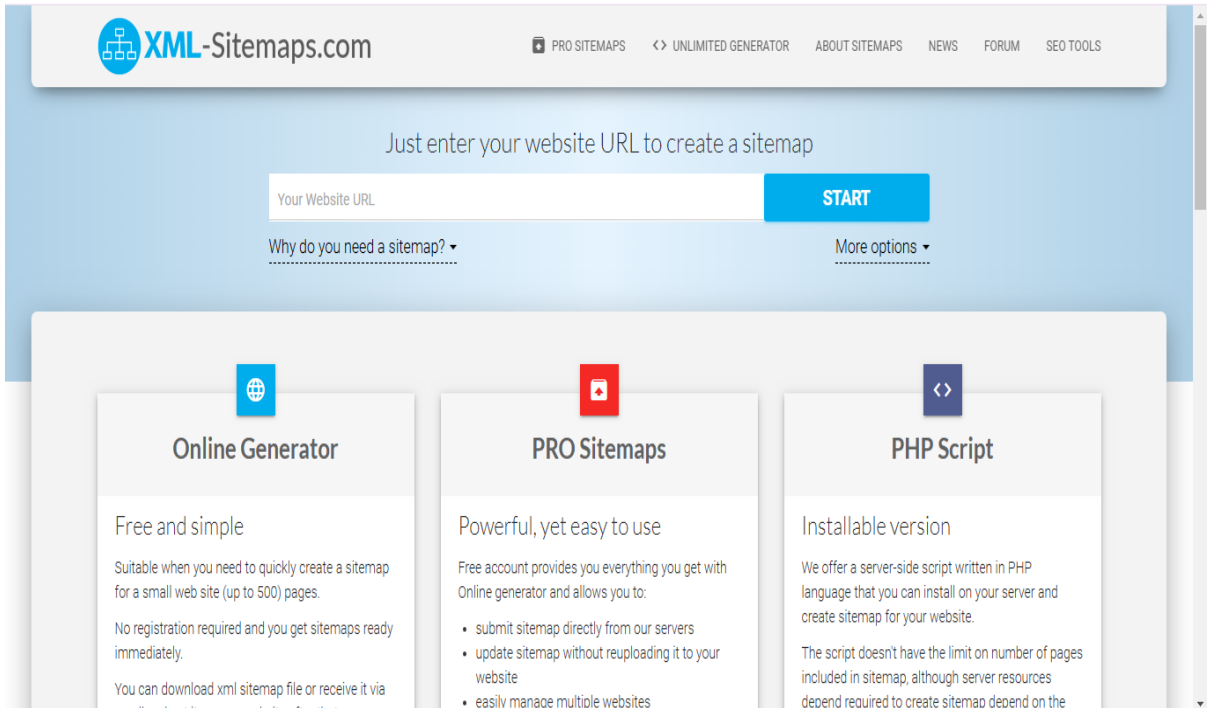 XML-Sitemaps.com
PRO SITEMAPS
<> UNLIMITED GENERATOR
ABOUT SITEMAPS
NEWS
FORUM
SEO TOOLS
Just enter your website URL to create a sitemap
Your Website URL
START
Why do you need a sitemap?
More options
Online Generator
Free and simple
Suitable when you need to quickly create a sitemap
for a small web site (up to 500) pages.
No registration required and you get sitemaps ready
immediately.
You can download xml sitemap file or receive it via
PRO Sitemaps
Powerful, yet easy to use
Free account provides you everything you get with
Online generator and allows you to:
• submit sitemap directly from our servers
• update sitemap without reuploading it to your
website
• easily manage multiple websites
<>
PHP Script
Installable version
We offer a server-side script written in PHP
language that you can install on your server and
create sitemap for your website.
The script doesn't have the limit on number of pages
included in sitemap, although server resources
depend required to create sitemap depend on the